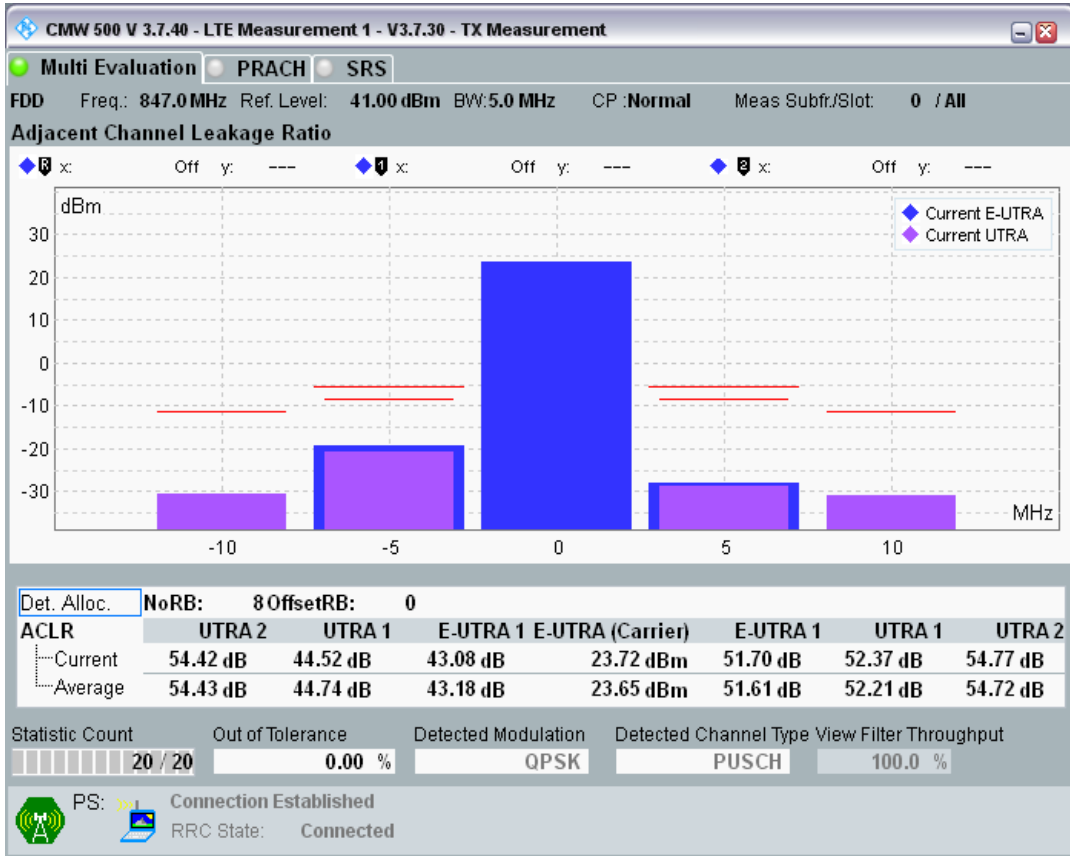 CMW 500 V 3.7.40 - LTE Measurement 1 - V3.7.30 - TX Measurement
Multi Evaluation PRACH SRS
FDD Freq.: 847.0 MHz Ref. Level: 41.00 dBm BW: 5.0 MHz CP : Normal Meas Subfr./Slot: 0 / All
Adjacent Channel Leakage Ratio
R x: Off y: --- 1 x: Off y: --- 2 x: Off y: ---
dBm
Current E-UTRA
Current UTRA
30
20
10
0
-10
-20
-30
MHz
-10 -5 0 5 10
Det. Alloc. NoRB: 8 OffsetRB: 0
ACLR UTRA 2 UTRA 1 E-UTRA 1 E-UTRA (Carrier) E-UTRA 1 UTRA 1 UTRA 2
Current 54.42 dB 44.52 dB 43.08 dB 23.72 dBm 51.70 dB 52.37 dB 54.77 dB
Average 54.43 dB 44.74 dB 43.18 dB 23.65 dBm 51.61 dB 52.21 dB 54.72 dB
Statistic Count Out of Tolerance Detected Modulation Detected Channel Type View Filter Throughput
20 / 20 0.00 % QPSK PUSCH 100.0 %
PS: Connection Established
RRC State: Connected